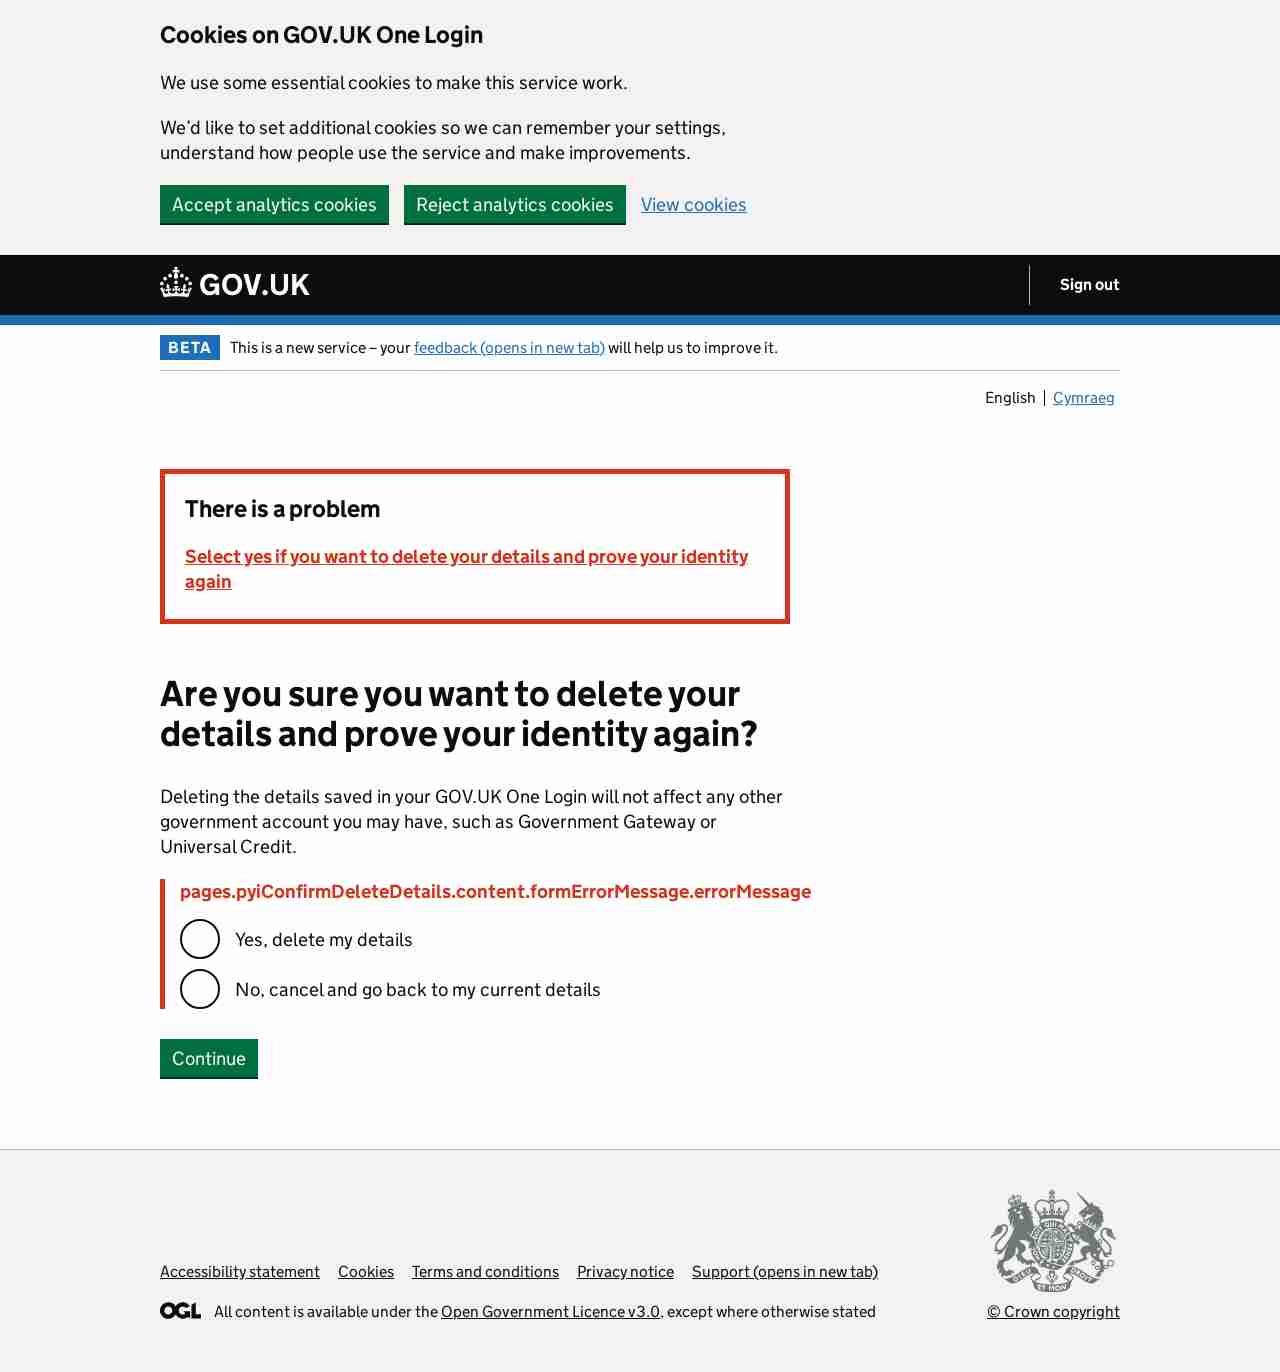 Cookies on GOV.UK One Login
We use some essential cookies to make this service work.
We’d like to set additional cookies so we can remember your settings,
understand how people use the service and make improvements.
Accept analytics cookies Reject analytics cookies View cookies
GOV.UK Sign out
BETA This is a new service – your feedback (opens in new tab) will help us to improve it.
English Cymraeg
There is a problem
Select yes if you want to delete your details and prove your identity
again
Are you sure you want to delete your
details and prove your identity again?
Deleting the details saved in your GOV.UK One Login will not affect any other
government account you may have, such as Government Gateway or
Universal Credit.
pages.pyiConfirmDeleteDetails.content.formErrorMessage.errorMessage
Yes, delete my details
No, cancel and go back to my current details
Continue
Accessibility statement Cookies Terms and conditions Privacy notice Support (opens in new tab)
OGL All content is available under the Open Government Licence v3.0, except where otherwise stated
© Crown copyright